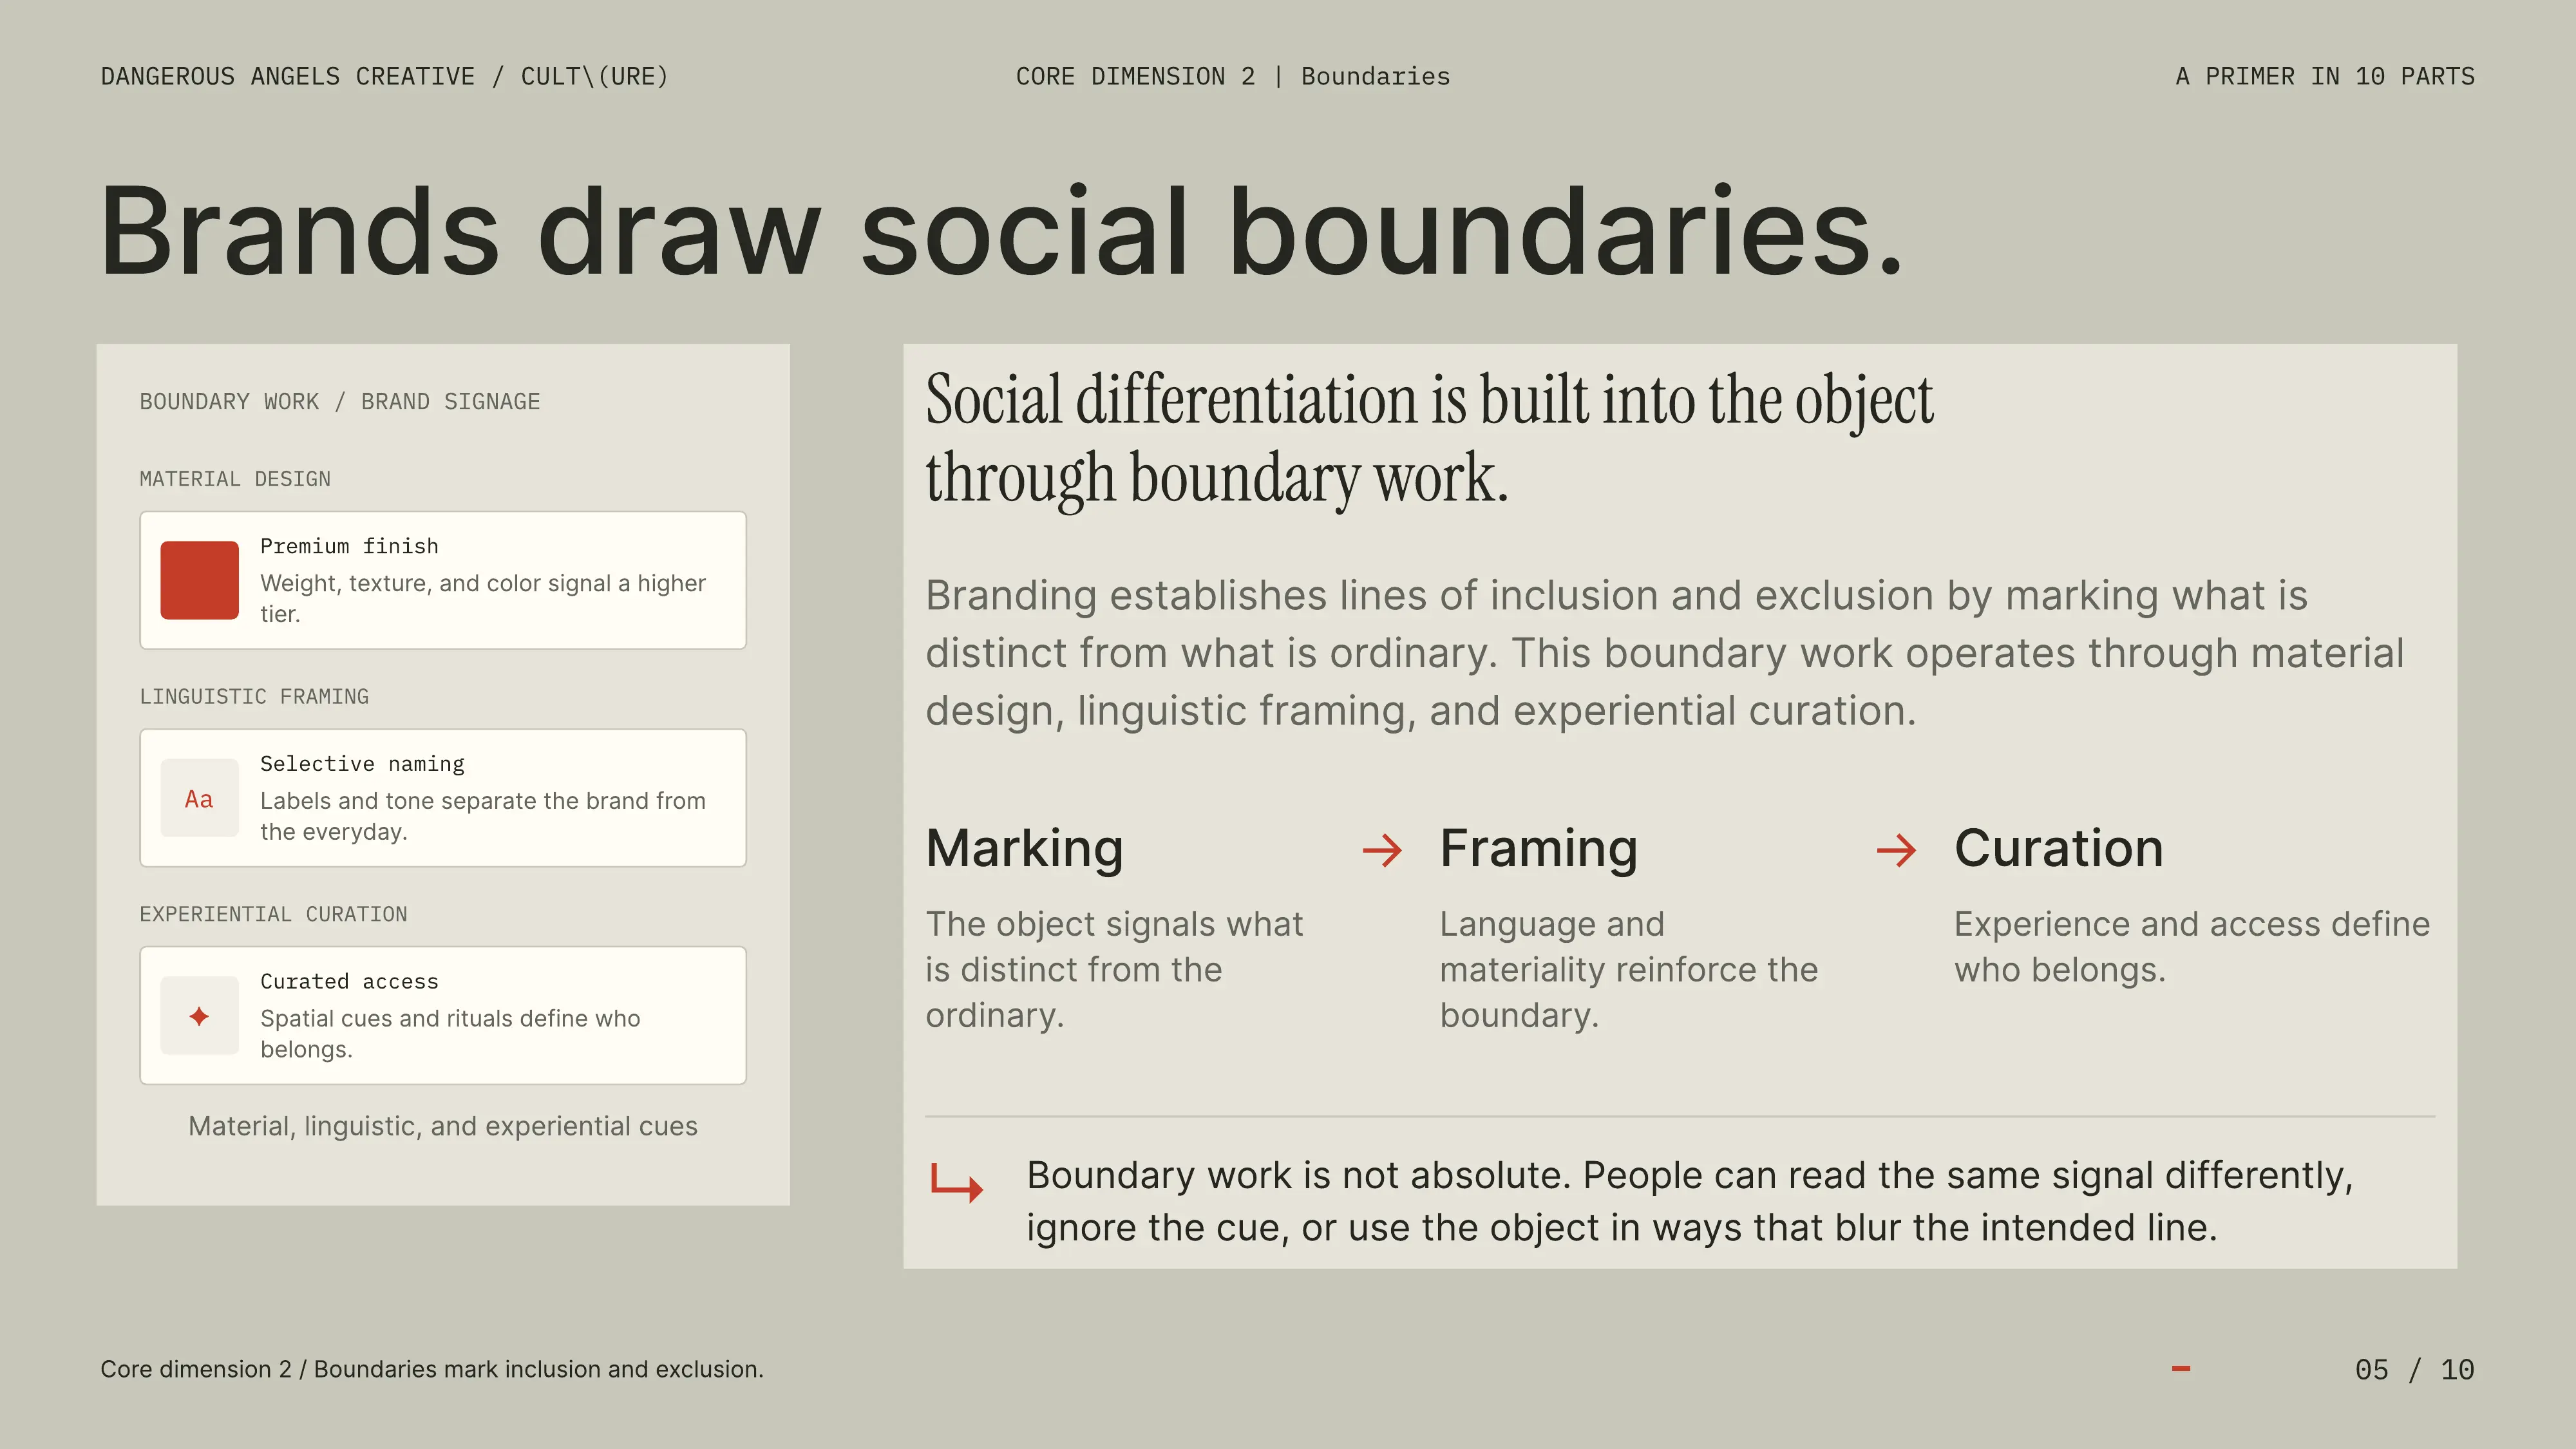 DANGEROUS ANGELS CREATIVE / CULT\(URE)
CORE DIMENSION 2 | Boundaries
A PRIMER IN 10 PARTS
Brands draw social boundaries.
BOUNDARY WORK / BRAND SIGNAGE
MATERIAL DESIGN
Premium finish
Weight, texture, and color signal a higher
tier.
LINGUISTIC FRAMING
Aa
Selective naming
Labels and tone separate the brand from
the everyday.
EXPERIENTIAL CURATION
Curated access
Spatial cues and rituals define who
belongs.
Material, linguistic, and experiential cues
Social differentiation is built into the object
through boundary work.
Branding establishes lines of inclusion and exclusion by marking what is
distinct from what is ordinary. This boundary work operates through material
design, linguistic framing, and experiential curation.
Marking
The object signals what
is distinct from the
ordinary.
Framing
Language and
materiality reinforce the
boundary.
Curation
Experience and access define
who belongs.
Boundary work is not absolute. People can read the same signal differently,
ignore the cue, or use the object in ways that blur the intended line.
Core dimension 2 / Boundaries mark inclusion and exclusion.
05 / 10